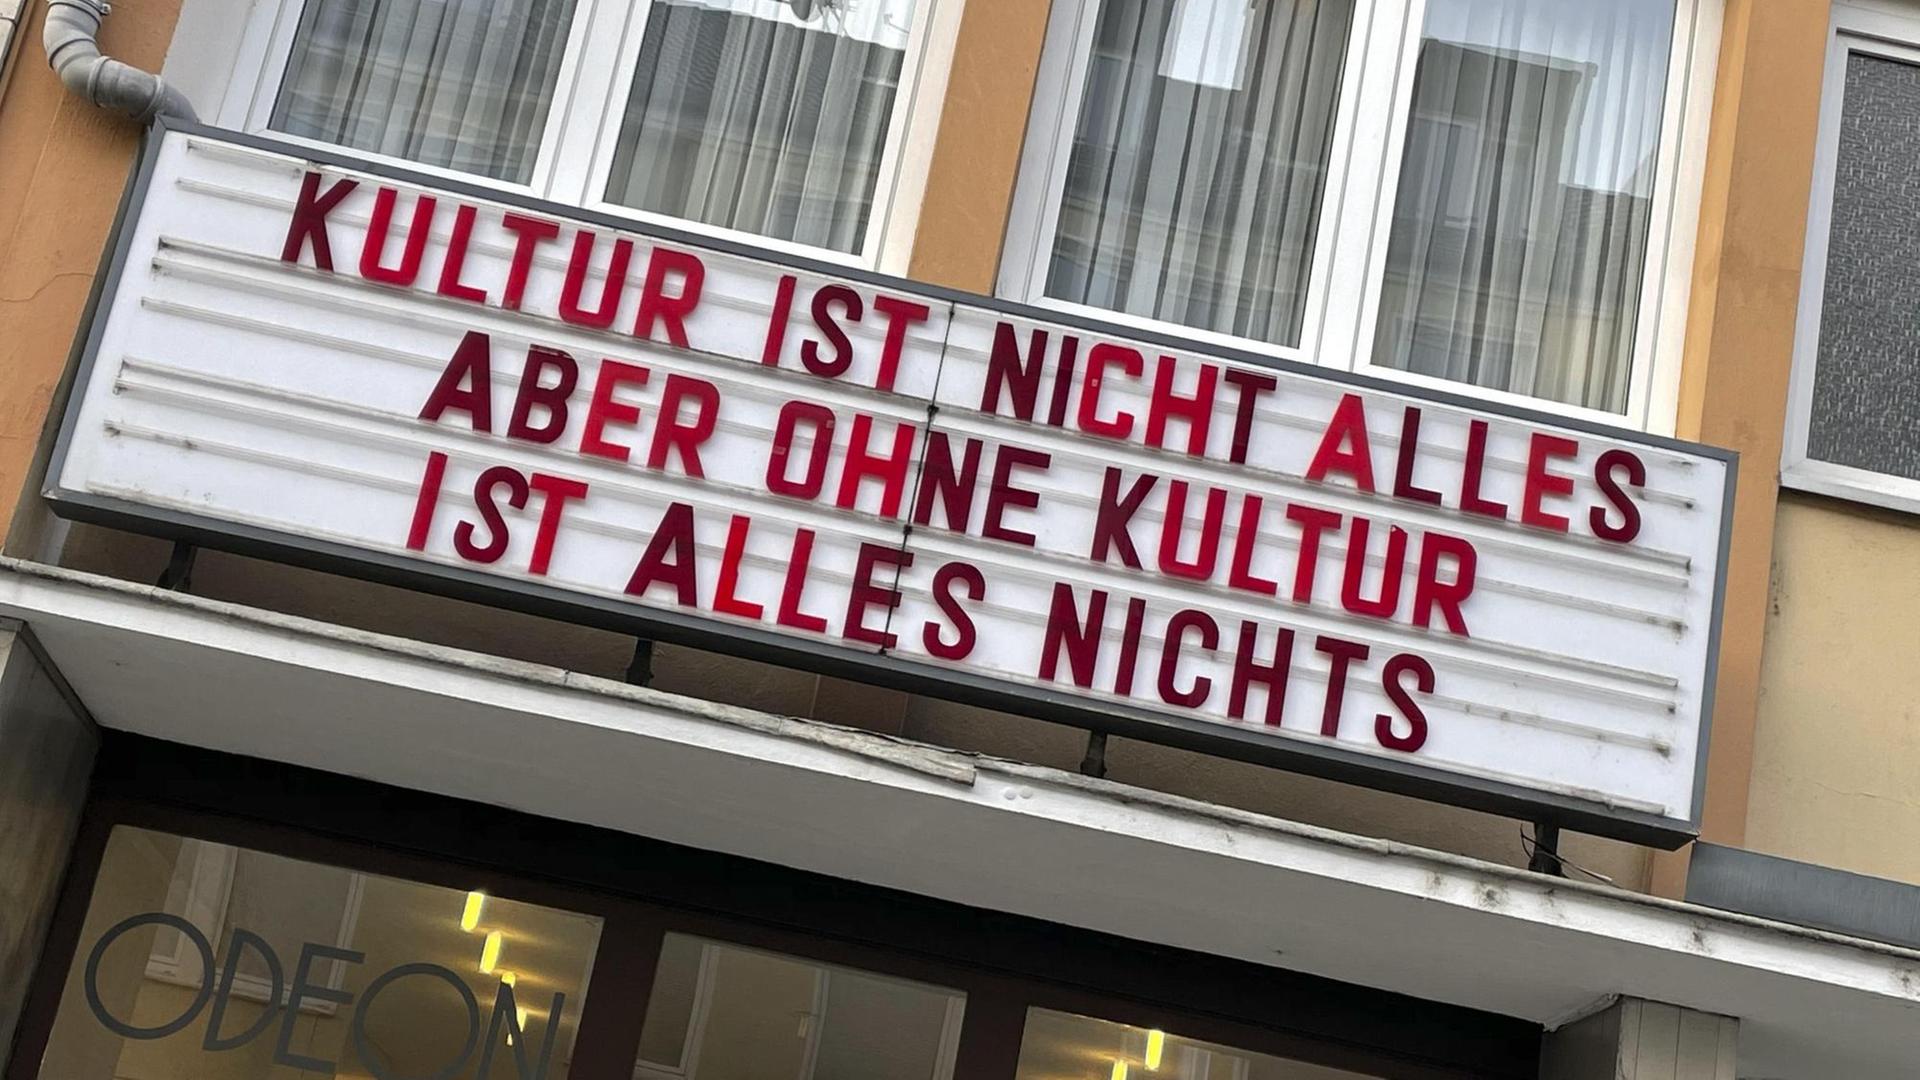 KULTUR IST NICHT ALLES
ABER OHNE KULTUR
IST ALLES NICHTS
ODEON